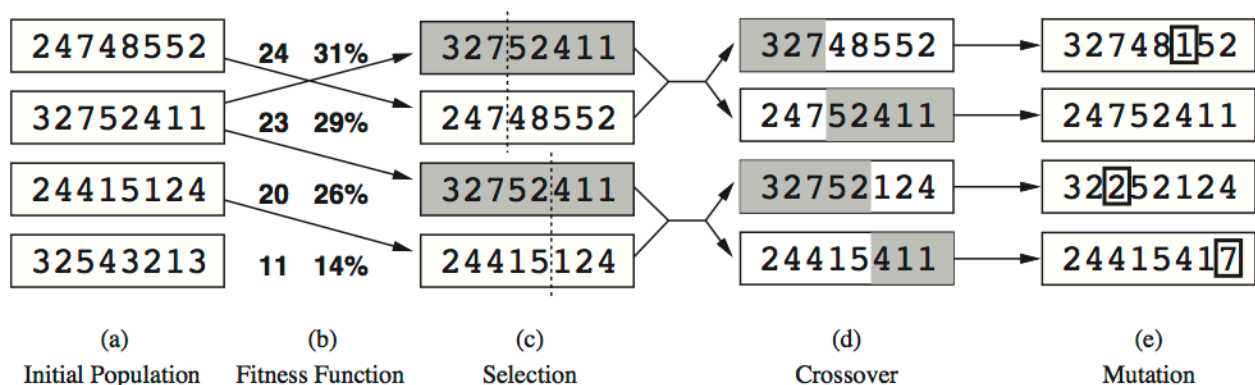 24748552 24 31% 32752411 32748552 32748152
32752411 23 29% 24748552 24752411 24752411
24415124 20 26% 32752411 32752124 32252124
32543213 11 14% 24415124 24415411 24415417
(a) (b) (c) (d) (e)
Initial Population Fitness Function Selection Crossover Mutation